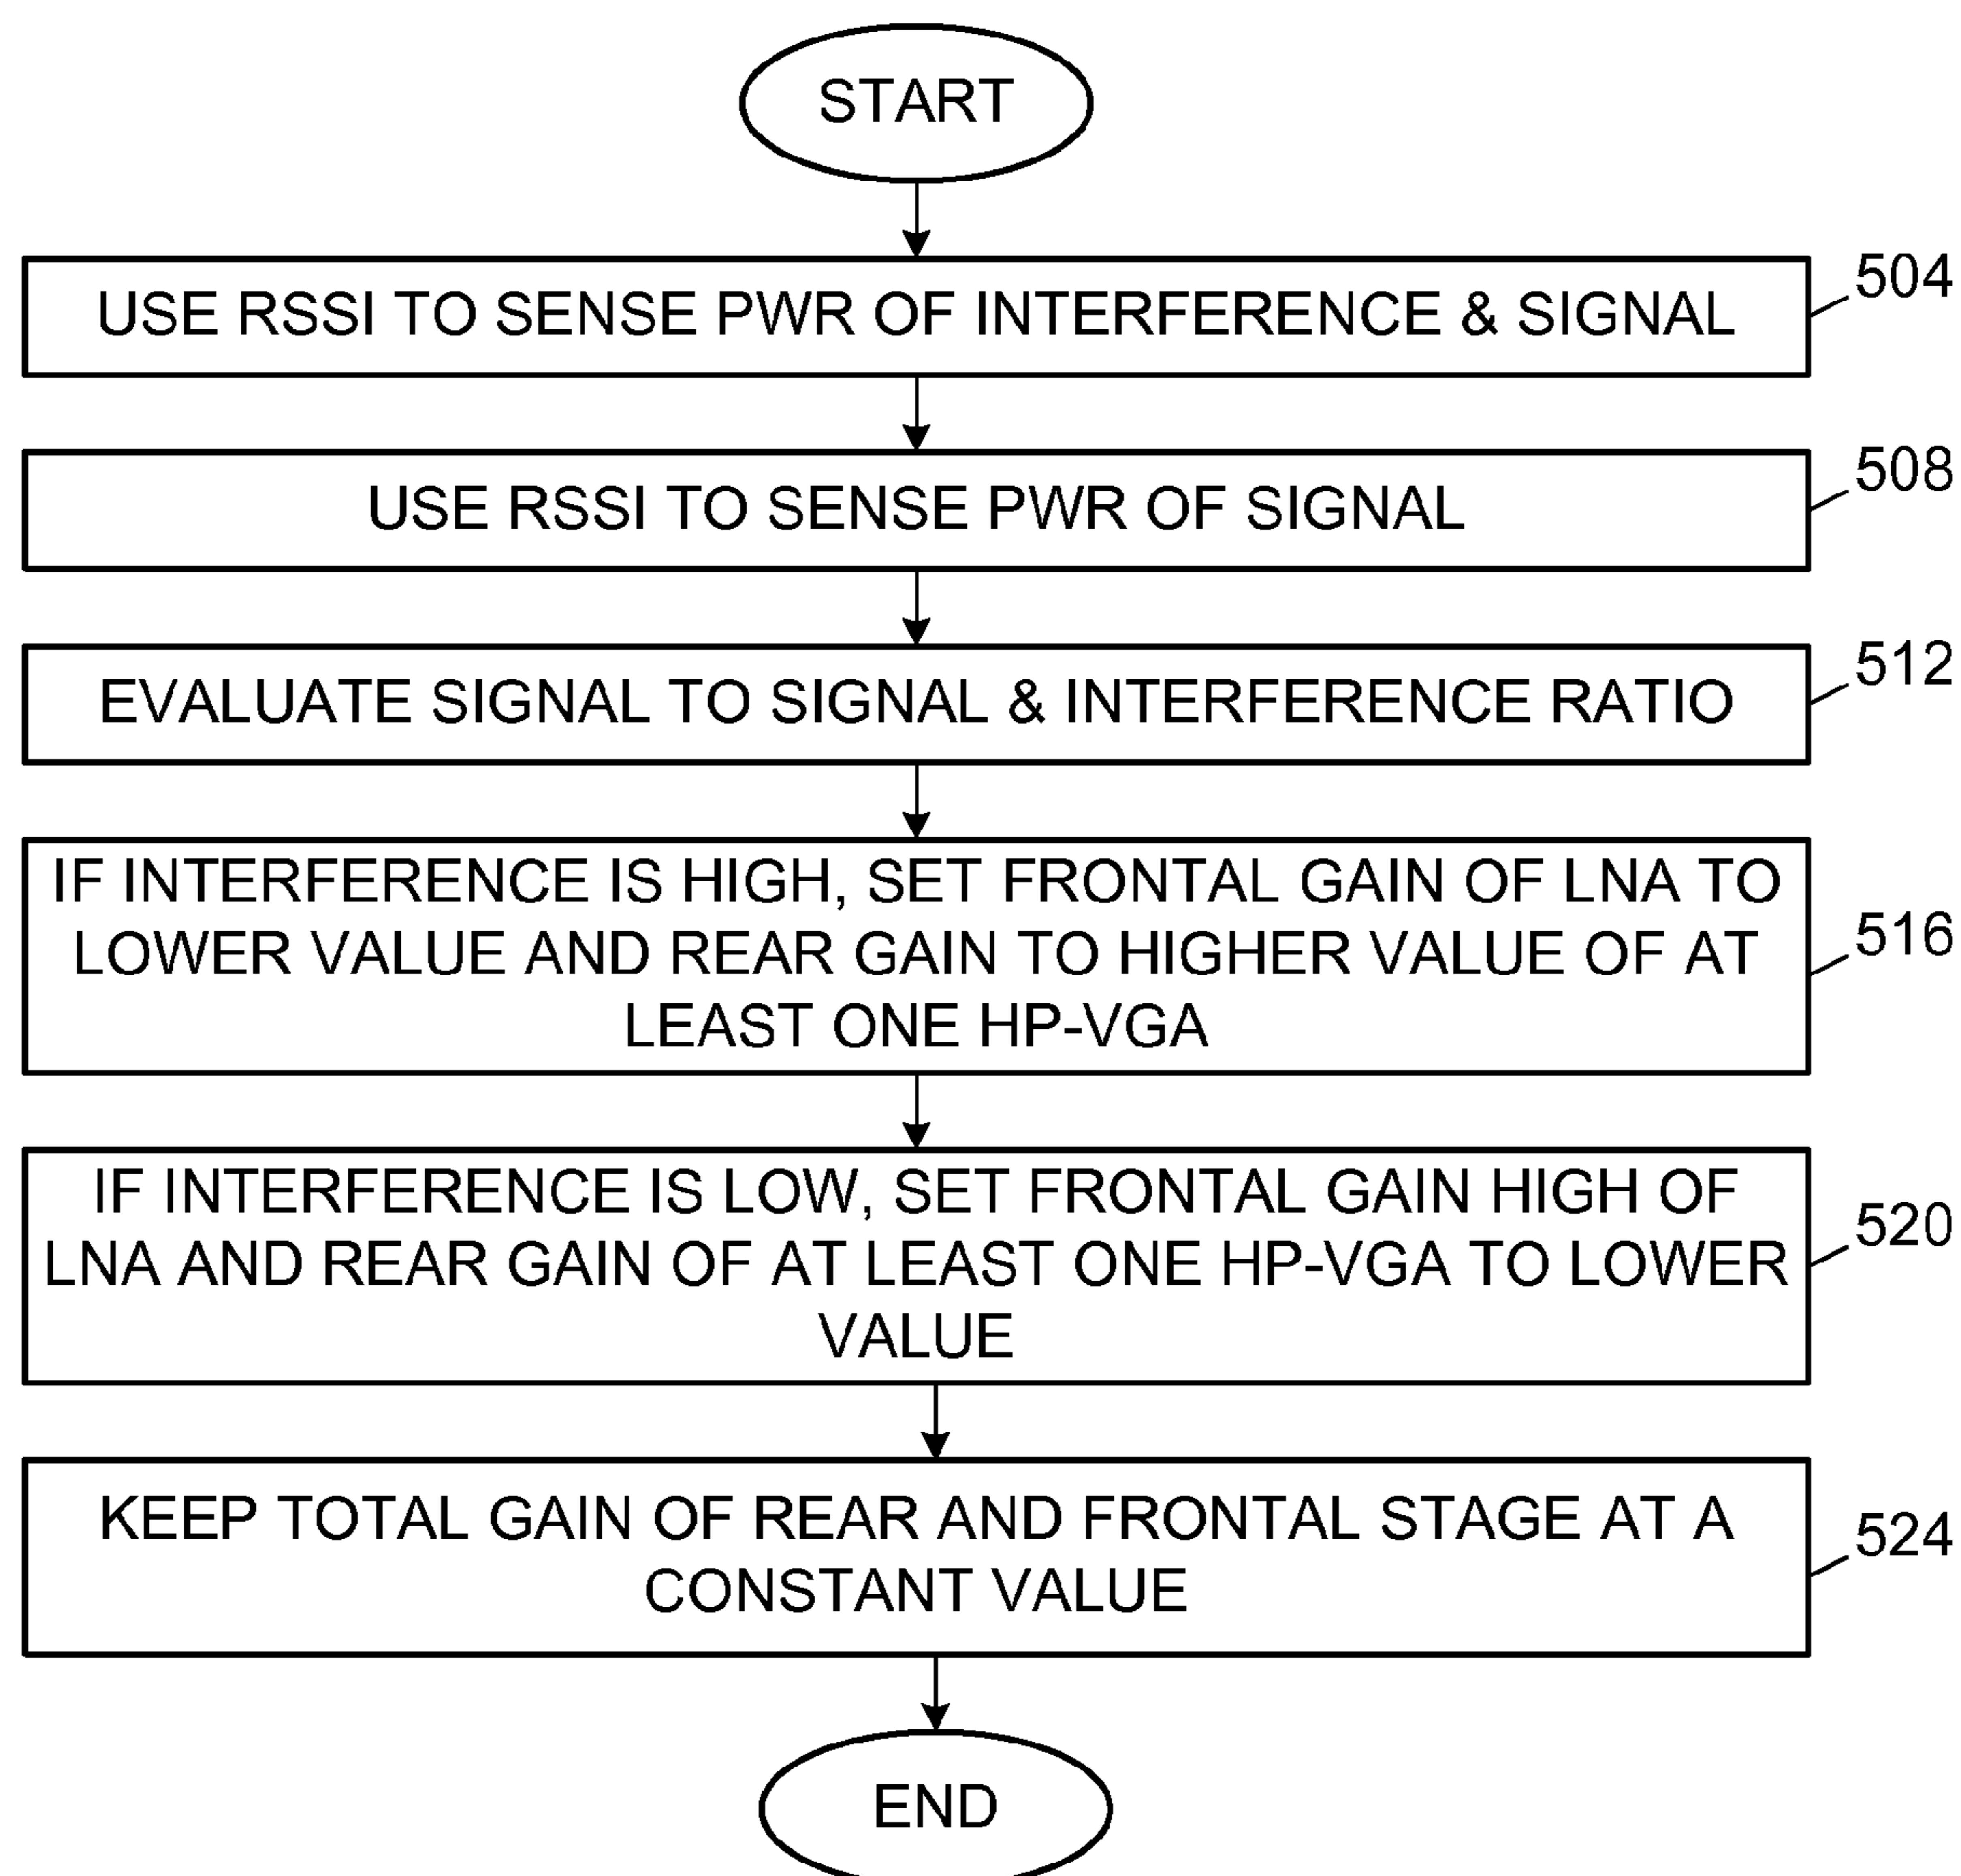 START
USE RSSI TO SENSE PWR OF INTERFERENCE & SIGNAL
504
USE RSSI TO SENSE PWR OF SIGNAL
508
EVALUATE SIGNAL TO SIGNAL & INTERFERENCE RATIO
512
IF INTERFERENCE IS HIGH, SET FRONTAL GAIN OF LNA TO
LOWER VALUE AND REAR GAIN TO HIGHER VALUE OF AT
LEAST ONE HP-VGA
516
IF INTERFERENCE IS LOW, SET FRONTAL GAIN HIGH OF
LNA AND REAR GAIN OF AT LEAST ONE HP-VGA TO LOWER
VALUE
520
KEEP TOTAL GAIN OF REAR AND FRONTAL STAGE AT A
CONSTANT VALUE
524
END